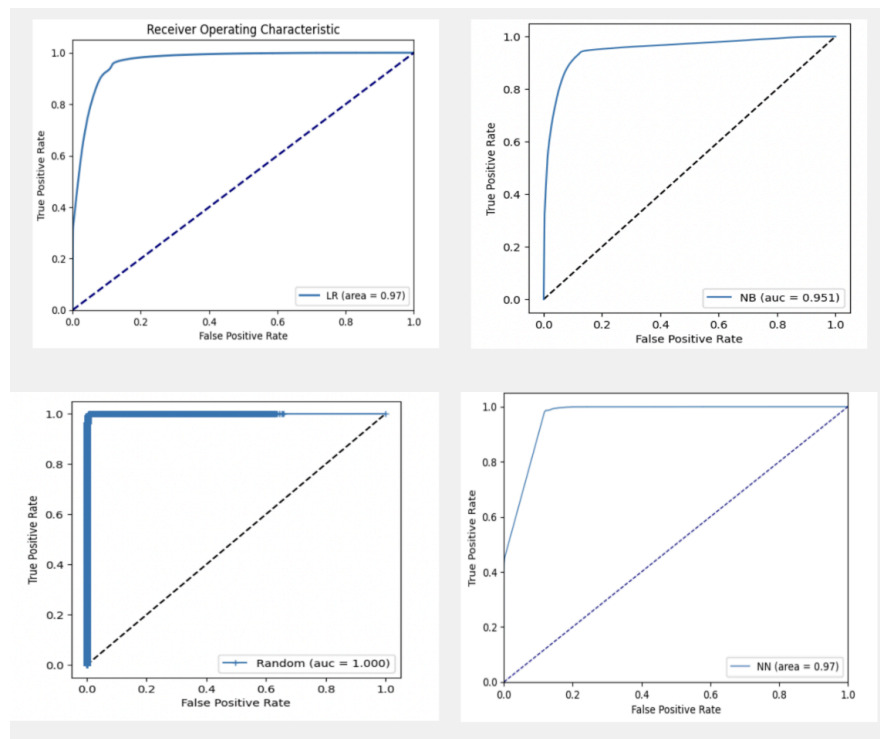 Receiver Operating Characteristic
1.0
0.8
0.6
0.4
0.2
0.0
True Positive Rate
LR (area = 0.97)
0.0 0.2 0.4 0.6 0.8 1.0
False Positive Rate
1.0
0.8
0.6
0.4
0.2
0.0
True Positive Rate
NB (auc = 0.951)
0.0 0.2 0.4 0.6 0.8 1.0
False Positive Rate
1.0
0.8
0.6
0.4
0.2
0.0
True Positive Rate
Random (auc = 1.000)
0.0 0.2 0.4 0.6 0.8 1.0
False Positive Rate
1.0
0.8
0.6
0.4
0.2
0.0
True Positive Rate
NN (area = 0.97)
0.0 0.2 0.4 0.6 0.8 1.0
False Positive Rate